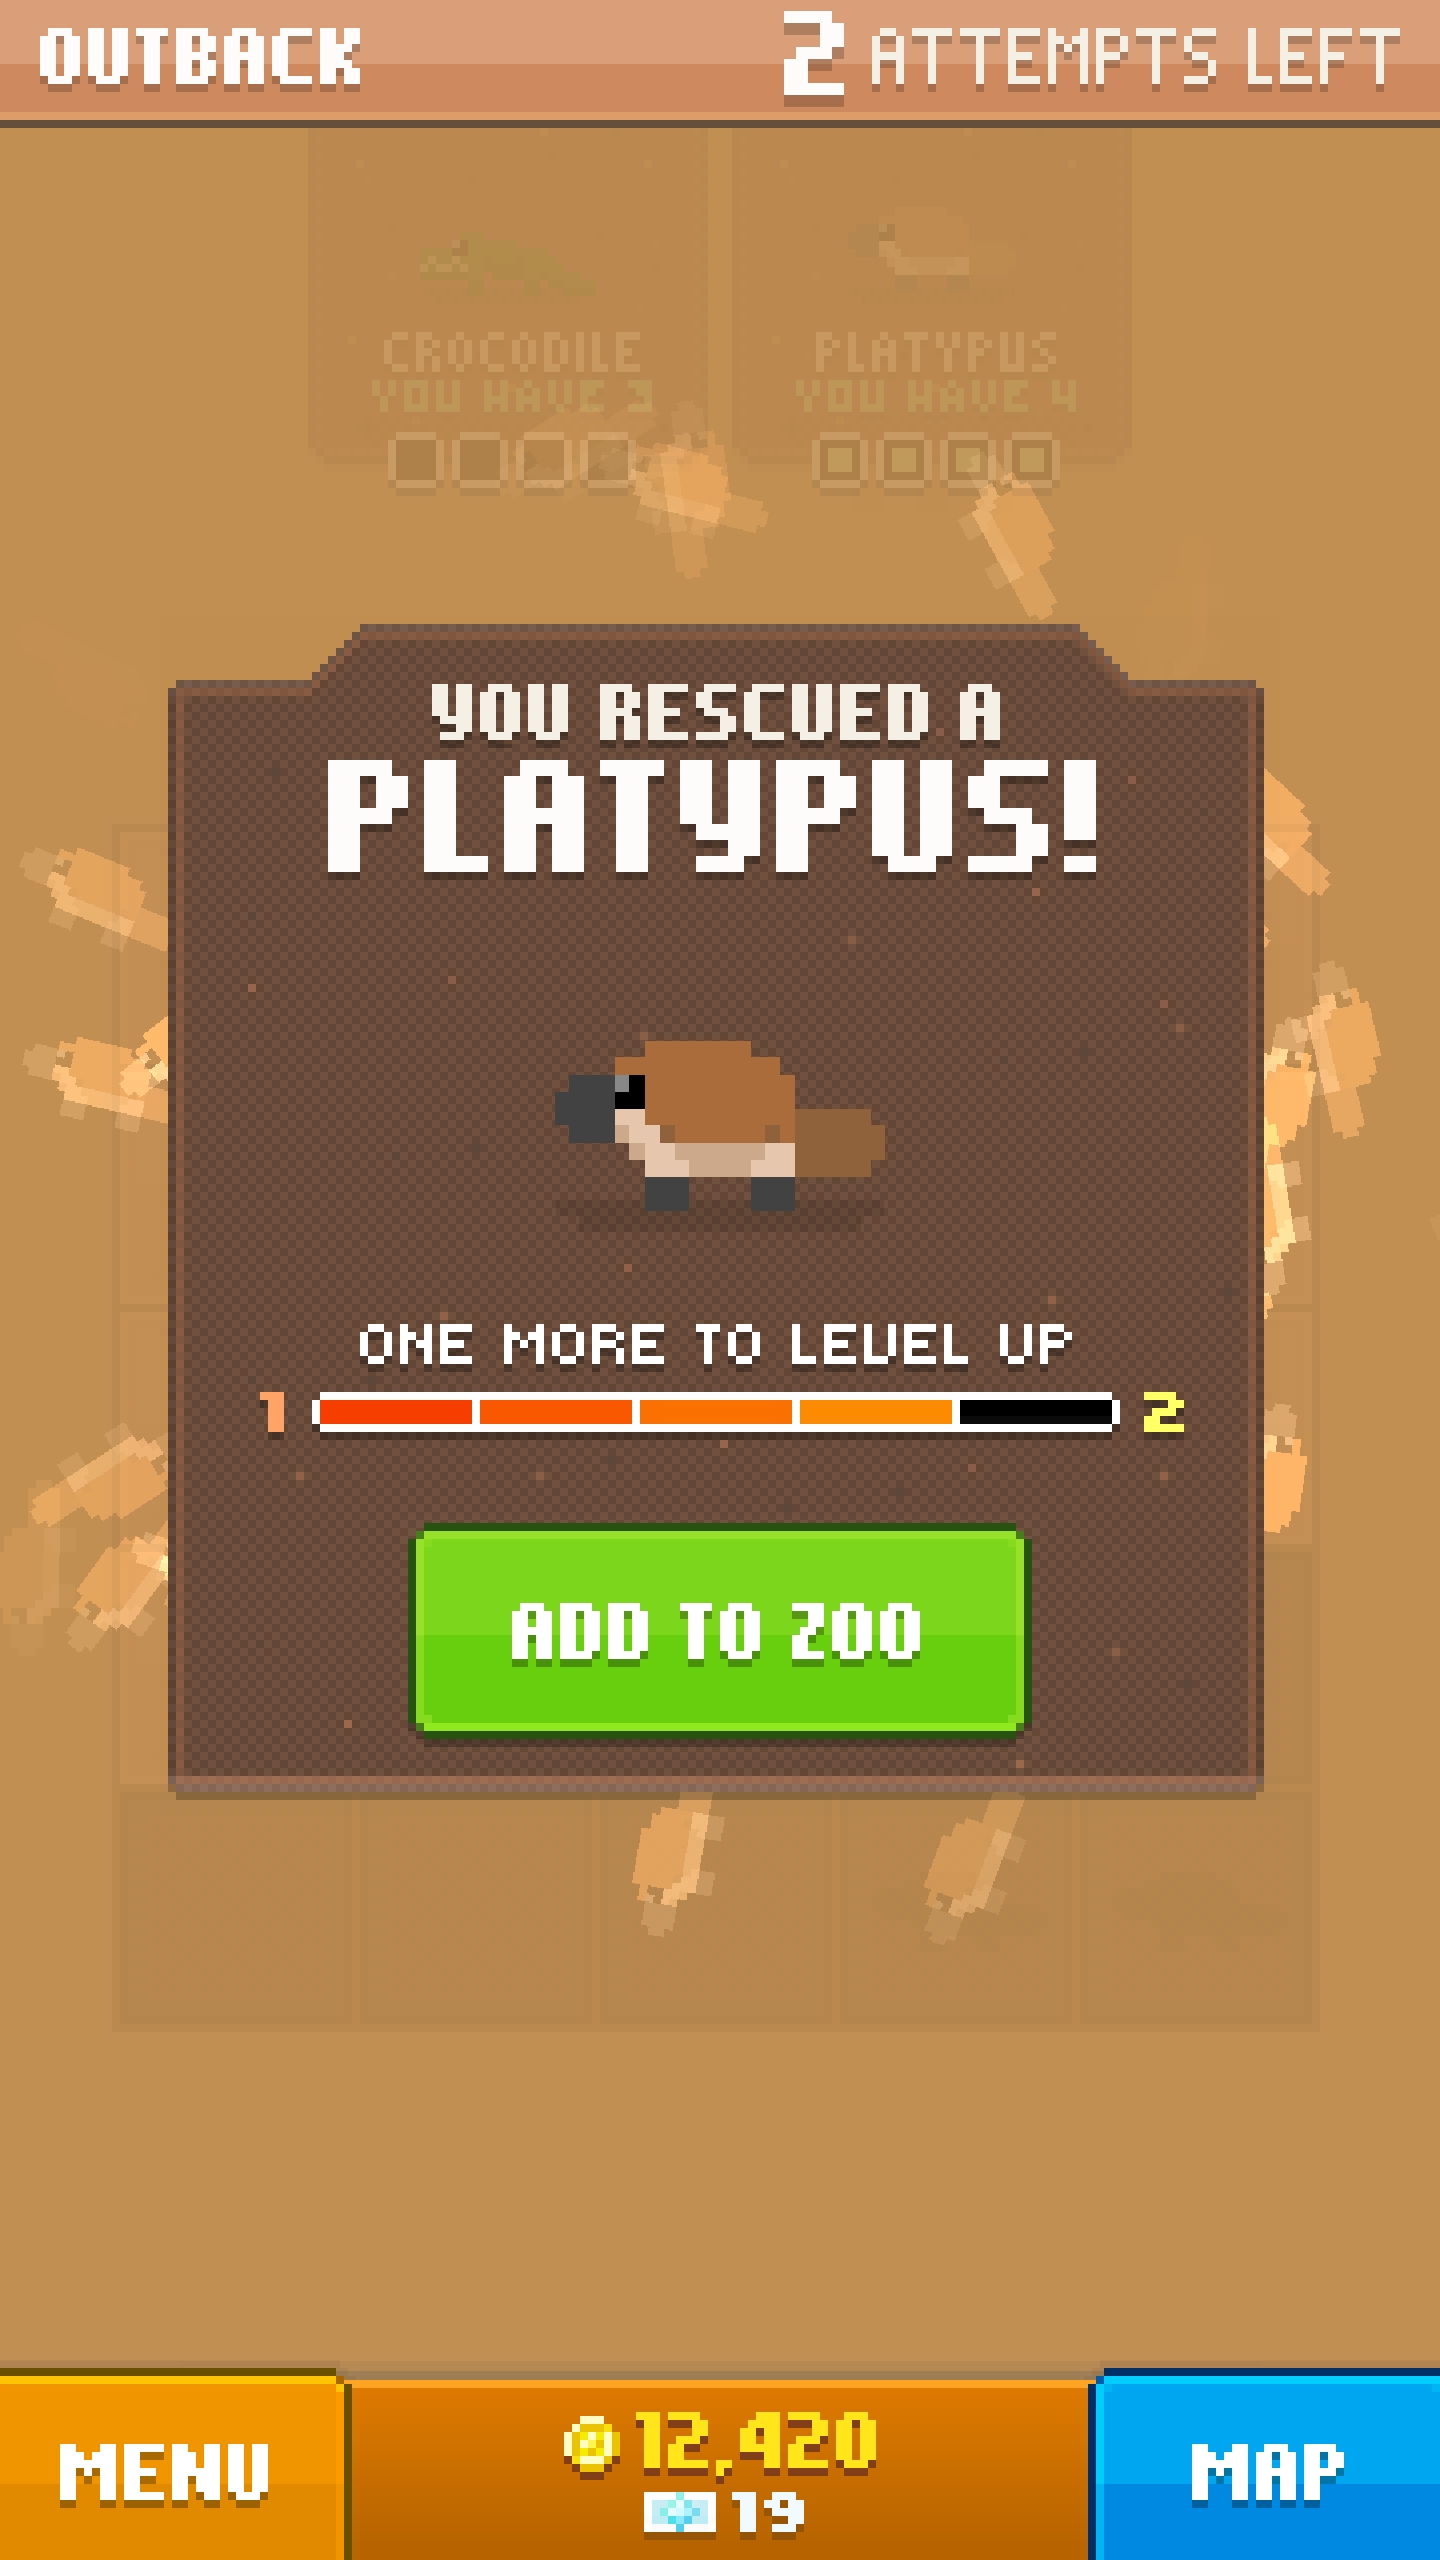 OUTBACK
2 ATTEMPTS LEFT
CROCODILE
YOU HAVE 3
PLATYPUS
YOU HAVE 4
YOU RESCUED A
PLATYPUS!
ONE MORE TO LEVEL UP
1
2
ADD TO ZOO
MENU
12,420
19
MAP